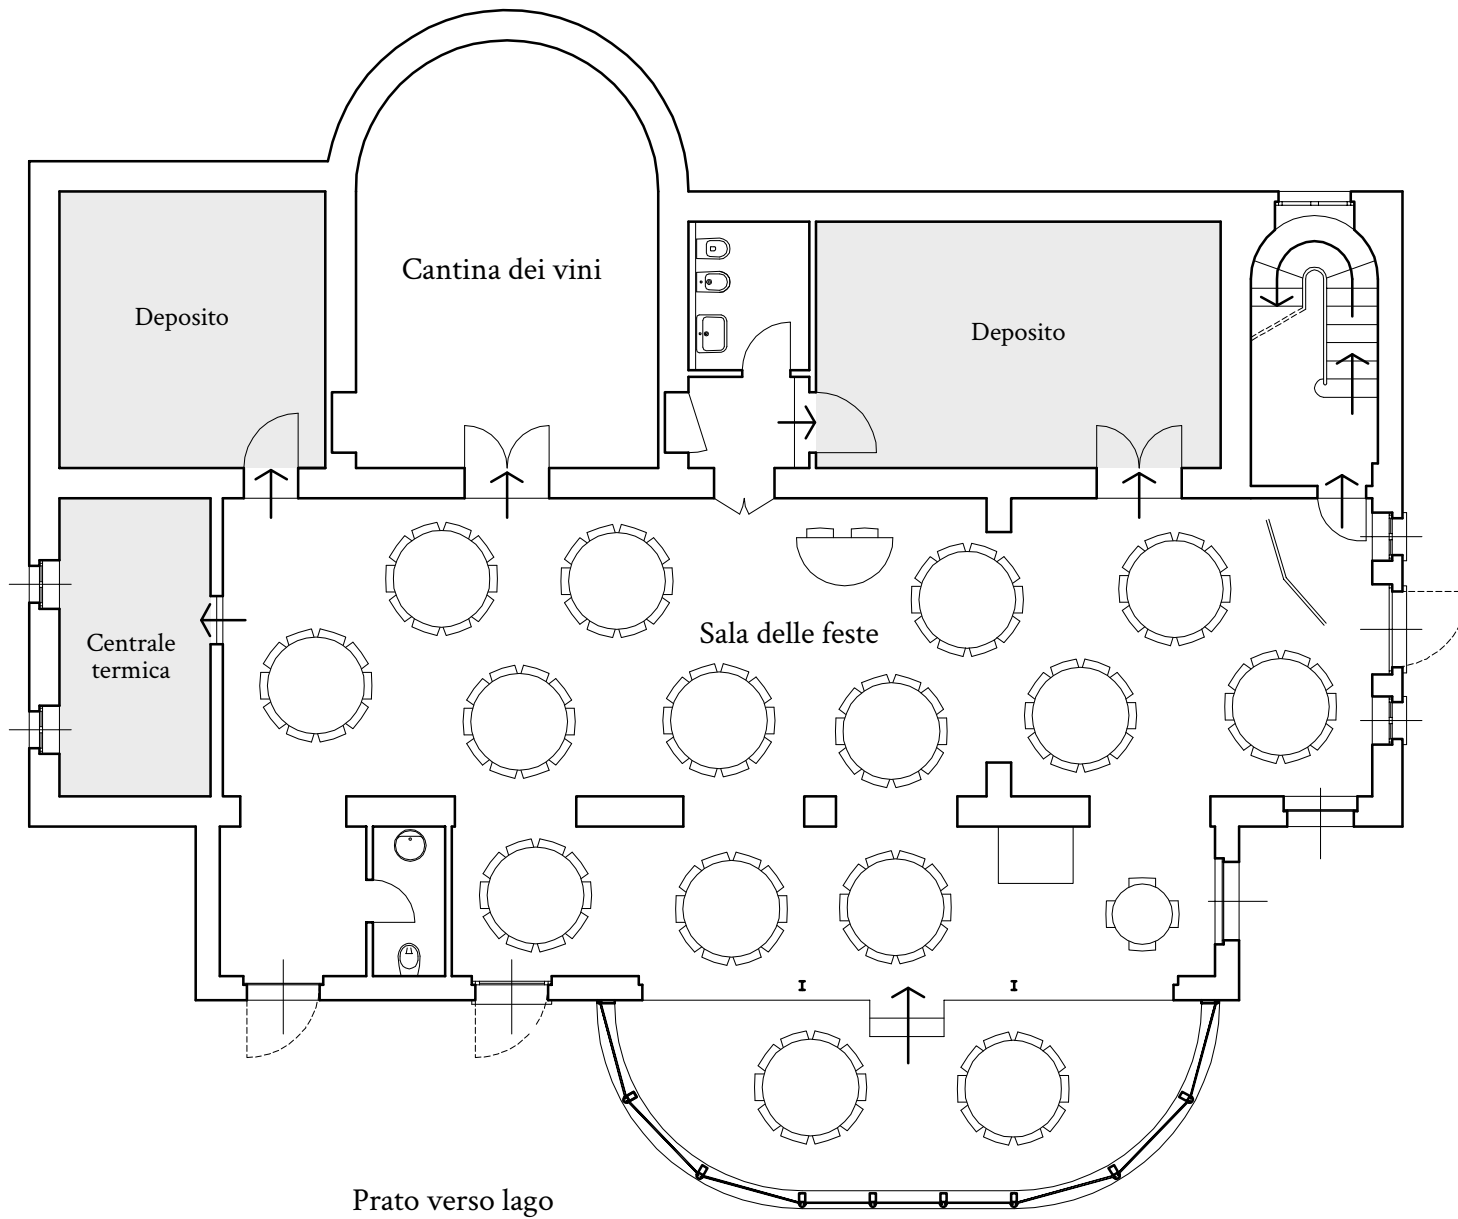 Cantina dei vini
Deposito
Deposito
Sala delle feste
Centrale
termica
Prato verso lago